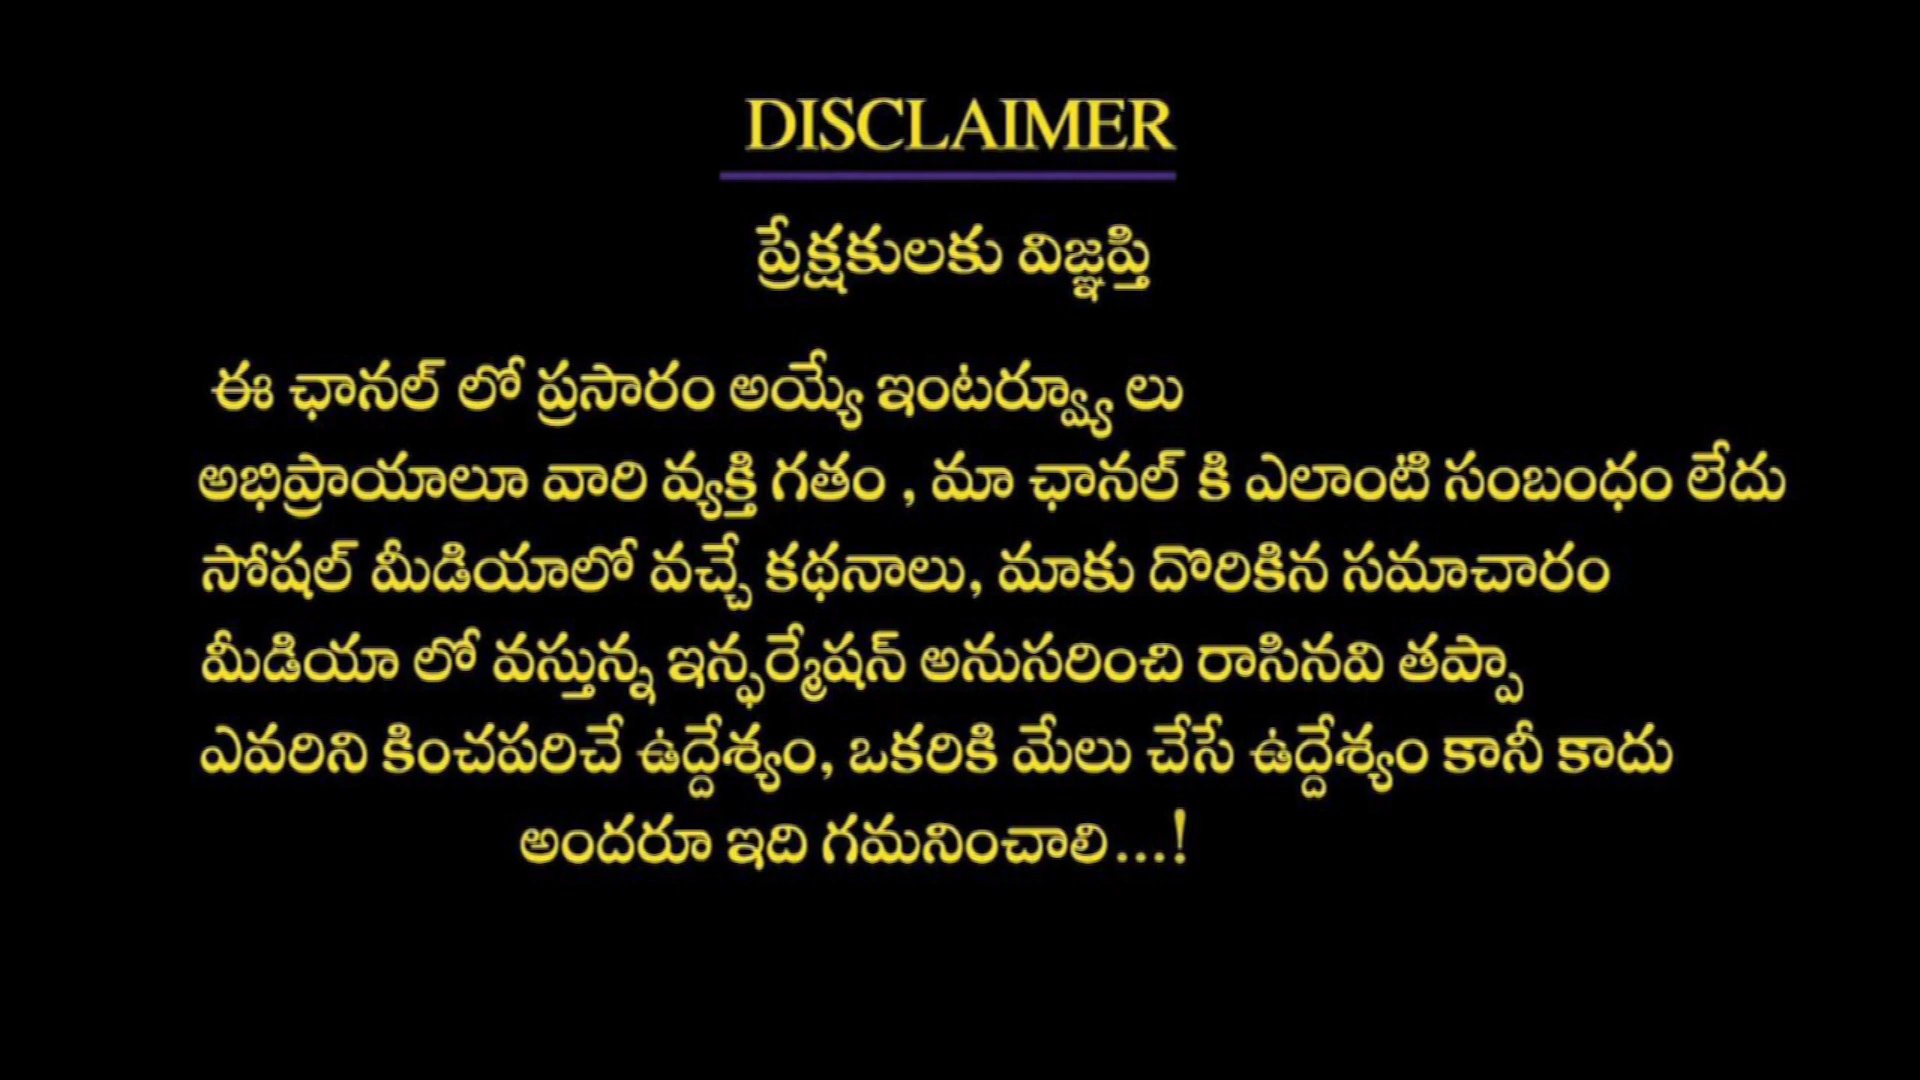 DISCLAIMER
ప్రేక్షకులకు విజ్ఞప్తి
ఈ ఛానల్ లో ప్రసారం అయ్యే ఇంటర్వ్యూ లు
అభిప్రాయాలూ వారి వ్యక్తి గతం , మా ఛానల్ కి ఎలాంటి సంబంధం లేదు
సోషల్ మీడియాలో వచ్చే కథనాలు, మాకు దొరికిన సమాచారం
మీడియా లో వస్తున్న ఇన్ఫర్మేషన్ అనుసరించి రాసినవి తప్పా
ఎవరిని కించపరిచే ఉద్దేశ్యం, ఒకరికి మేలు చేసే ఉద్దేశ్యం కానీ కాదు
అందరూ ఇది గమనించాలి...!